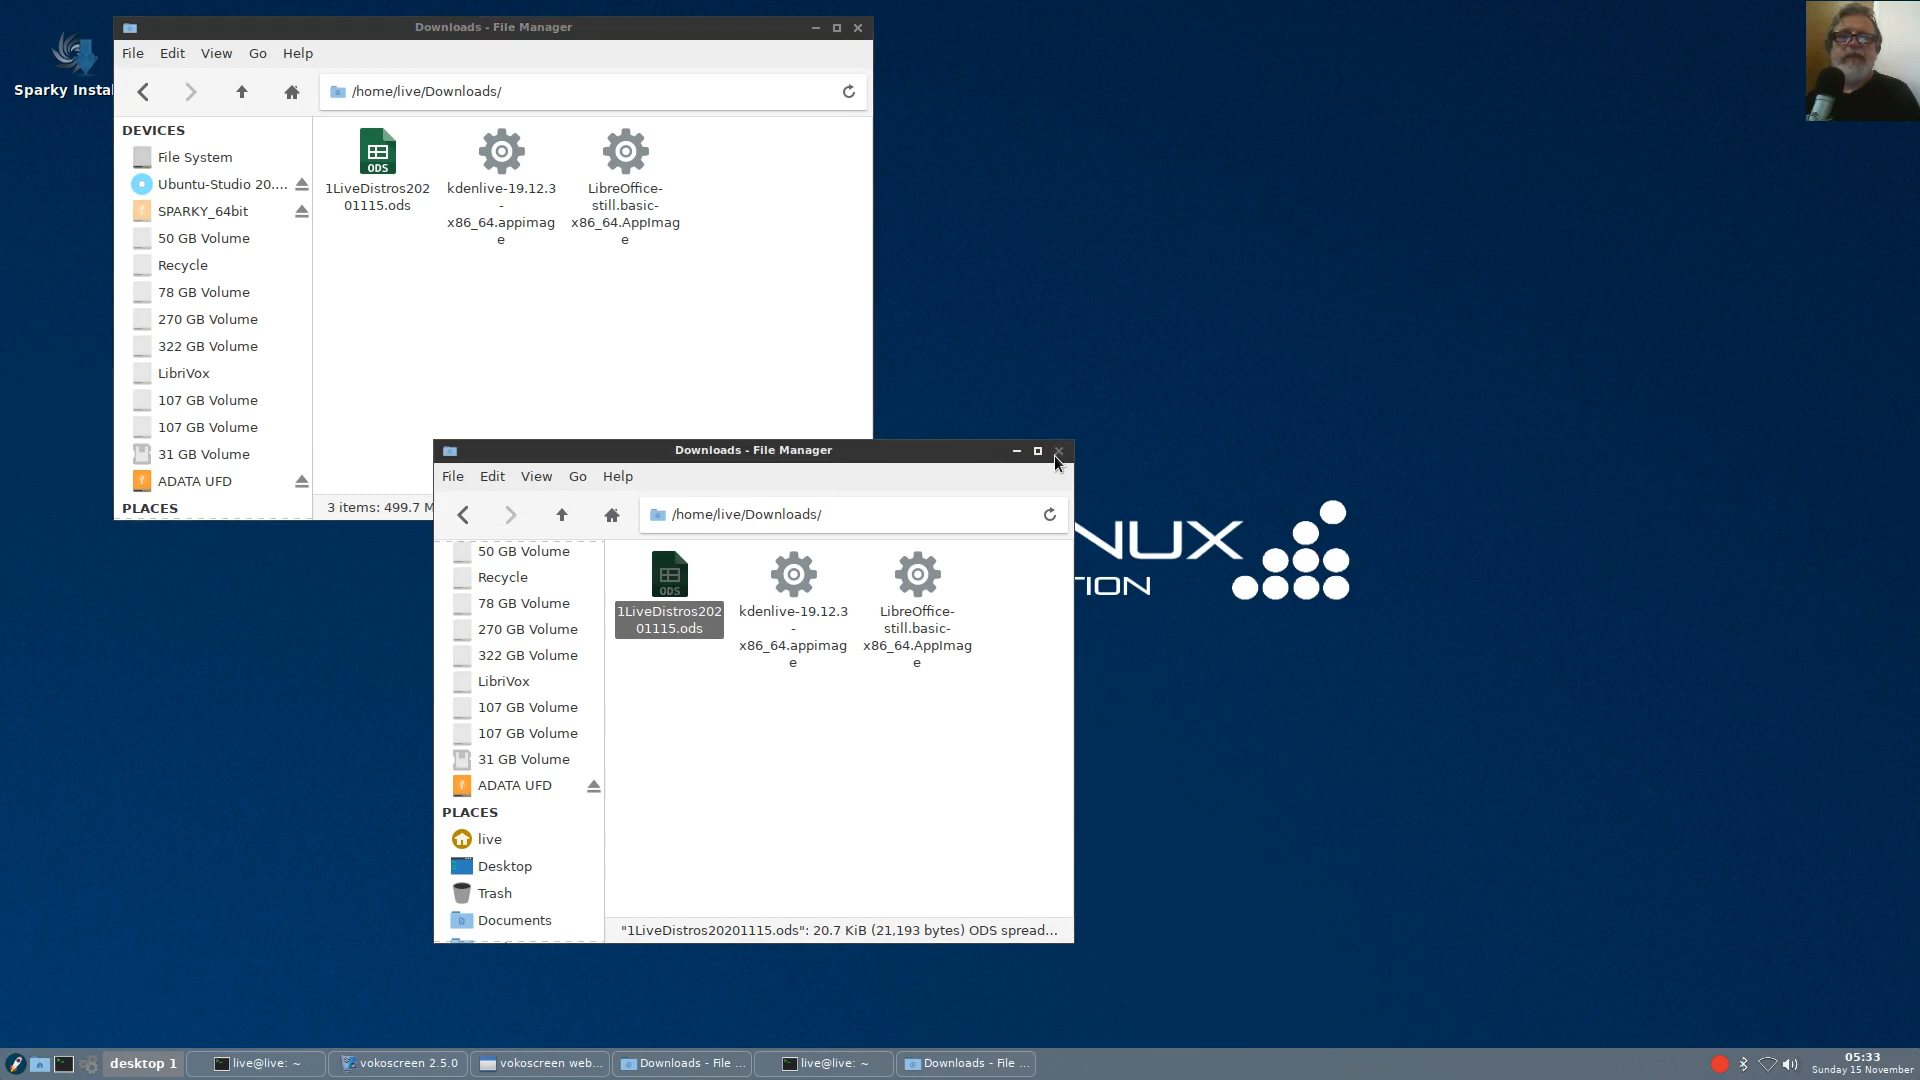 Sparky Instal
Downloads - File Manager
File Edit View Go Help
/home/live/Downloads/
DEVICES
File System
Ubuntu-Studio 20....
SPARKY_64bit
50 GB Volume
Recycle
78 GB Volume
270 GB Volume
322 GB Volume
LibriVox
107 GB Volume
107 GB Volume
31 GB Volume
ADATA UFD
PLACES
ODS
1LiveDistros202
01115.ods
kdenlive-19.12.3
-
x86_64.appimag
e
LibreOffice-
still.basic-
x86_64.AppImag
e
3 items: 499.7 M
Downloads - File Manager
File Edit View Go Help
/home/live/Downloads/
50 GB Volume
Recycle
78 GB Volume
270 GB Volume
322 GB Volume
LibriVox
107 GB Volume
107 GB Volume
31 GB Volume
ADATA UFD
PLACES
live
Desktop
Trash
Documents
ODS
1LiveDistros202
01115.ods
kdenlive-19.12.3
-
x86_64.appimag
e
LibreOffice-
still.basic-
x86_64.AppImag
e
"1LiveDistros20201115.ods": 20.7 KiB (21,193 bytes) ODS spread...
NUX
TION
desktop 1
live@live: ~
vokoscreen 2.5.0
vokoscreen web...
Downloads - File ...
live@live: ~
Downloads - File ...
05:33
Sunday 15 November